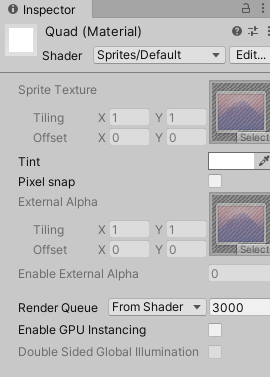 Inspector
Quad (Material)
Shader Sprites/Default Edit...
Sprite Texture
Tiling X 1 Y 1
Offset X 0 Y 0
Select
Tint
Pixel snap
External Alpha
Tiling X 1 Y 1
Offset X 0 Y 0
Select
Enable External Alpha 0
Render Queue From Shader 3000
Enable GPU Instancing
Double Sided Global Illumination